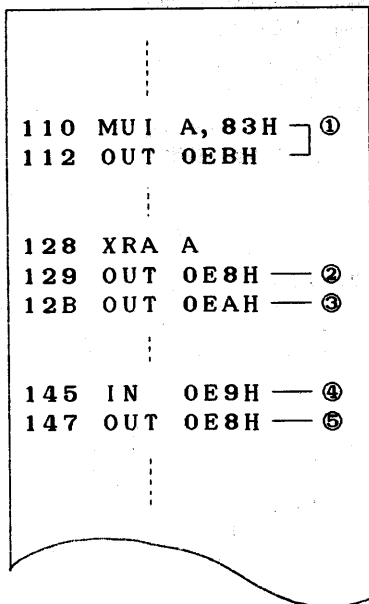 110 MUI A, 83H ①
112 OUT 0EBH
128 XRA A
129 OUT 0E8H ②
12B OUT 0EAH ③
145 IN 0E9H ④
147 OUT 0E8H ⑤